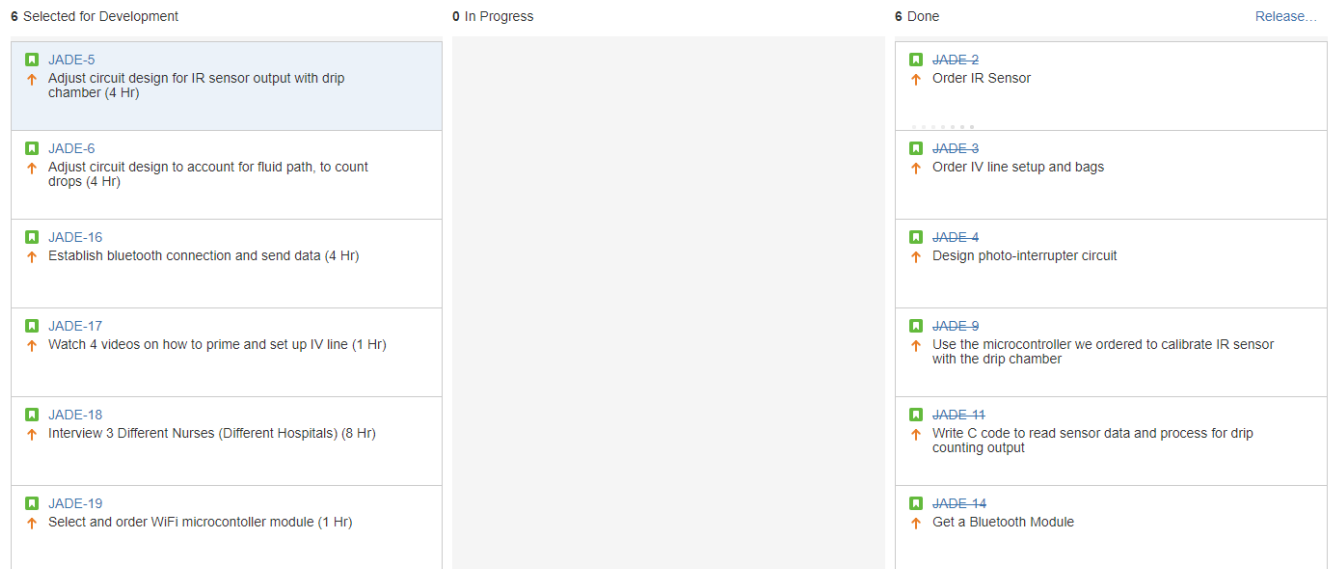 6 Selected for Development
JADE-5
Adjust circuit design for IR sensor output with drip
chamber (4 Hr)
JADE-6
Adjust circuit design to account for fluid path, to count
drops (4 Hr)
JADE-16
Establish bluetooth connection and send data (4 Hr)
JADE-17
Watch 4 videos on how to prime and set up IV line (1 Hr)
JADE-18
Interview 3 Different Nurses (Different Hospitals) (8 Hr)
JADE-19
Select and order WiFi microcontoller module (1 Hr)
0 In Progress
6 Done
Release...
JADE-2
Order IR Sensor
JADE-3
Order IV line setup and bags
JADE-4
Design photo-interrupter circuit
JADE-9
Use the microcontroller we ordered to calibrate IR sensor
with the drip chamber
JADE-11
Write C code to read sensor data and process for drip
counting output
JADE-14
Get a Bluetooth Module